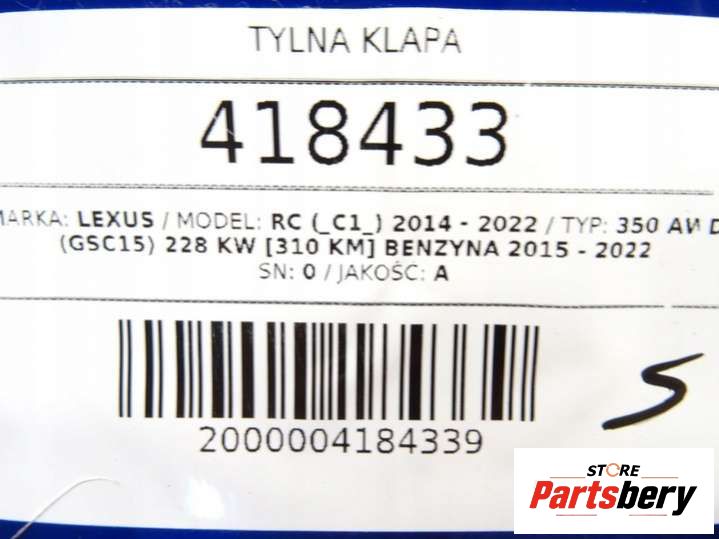 TYLNA KLAPA
418433
MARKA: LEXUS / MODEL: RC (_C1_) 2014 - 2022 / TYP: 350 AWD
(GSC15) 228 KW [310 KM] BENZYNA 2015 - 2022
SN: 0 / JAKOŚĆ: A
2000004184339
S
STORE
Partsbery